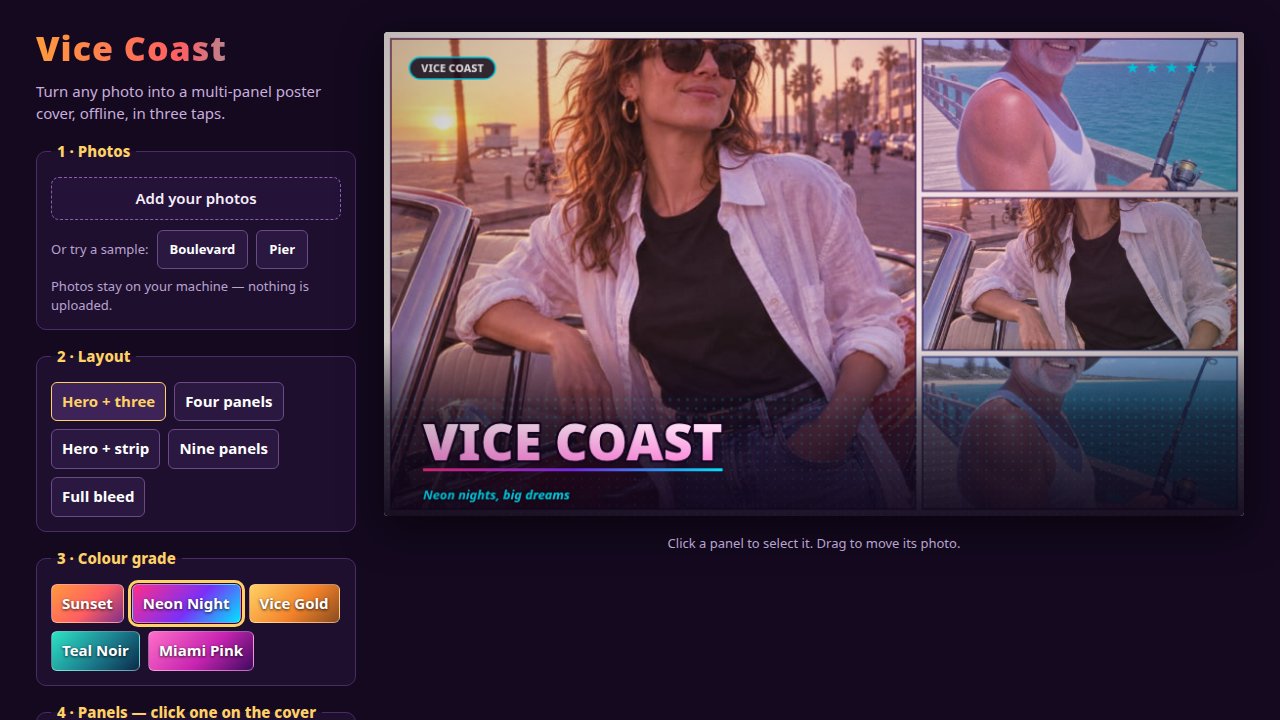 Vice Coast
Turn any photo into a multi-panel poster
cover, offline, in three taps.
1 · Photos
Add your photos
Or try a sample:
Boulevard
Pier
Photos stay on your machine — nothing is
uploaded.
2 · Layout
Hero + three
Four panels
Hero + strip
Nine panels
Full bleed
3 · Colour grade
Sunset
Neon Night
Vice Gold
Teal Noir
Miami Pink
4 · Panels — click one on the cover
VICE COAST
★ ★ ★ ★ ★
VICE COAST
Neon nights, big dreams
Click a panel to select it. Drag to move its photo.